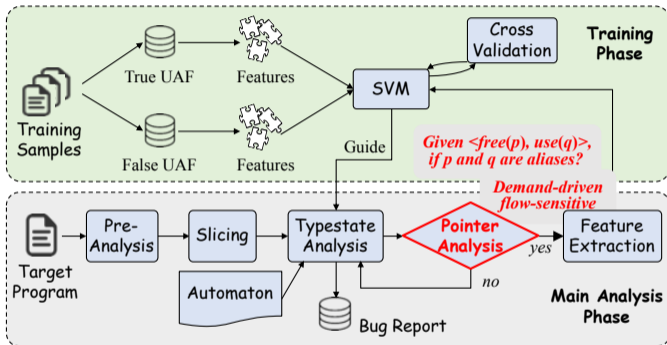 Training
Samples
True UAF
False UAF
Features
Features
SVM
Cross
Validation
Training
Phase
Guide
Given <free(p), use(q)>,
if p and q are aliases?
Demand-driven
flow-sensitive
Target
Program
Pre-
Analysis
Slicing
Typestate
Analysis
Pointer
Analysis
yes
no
Feature
Extraction
Automaton
Bug Report
Main Analysis
Phase